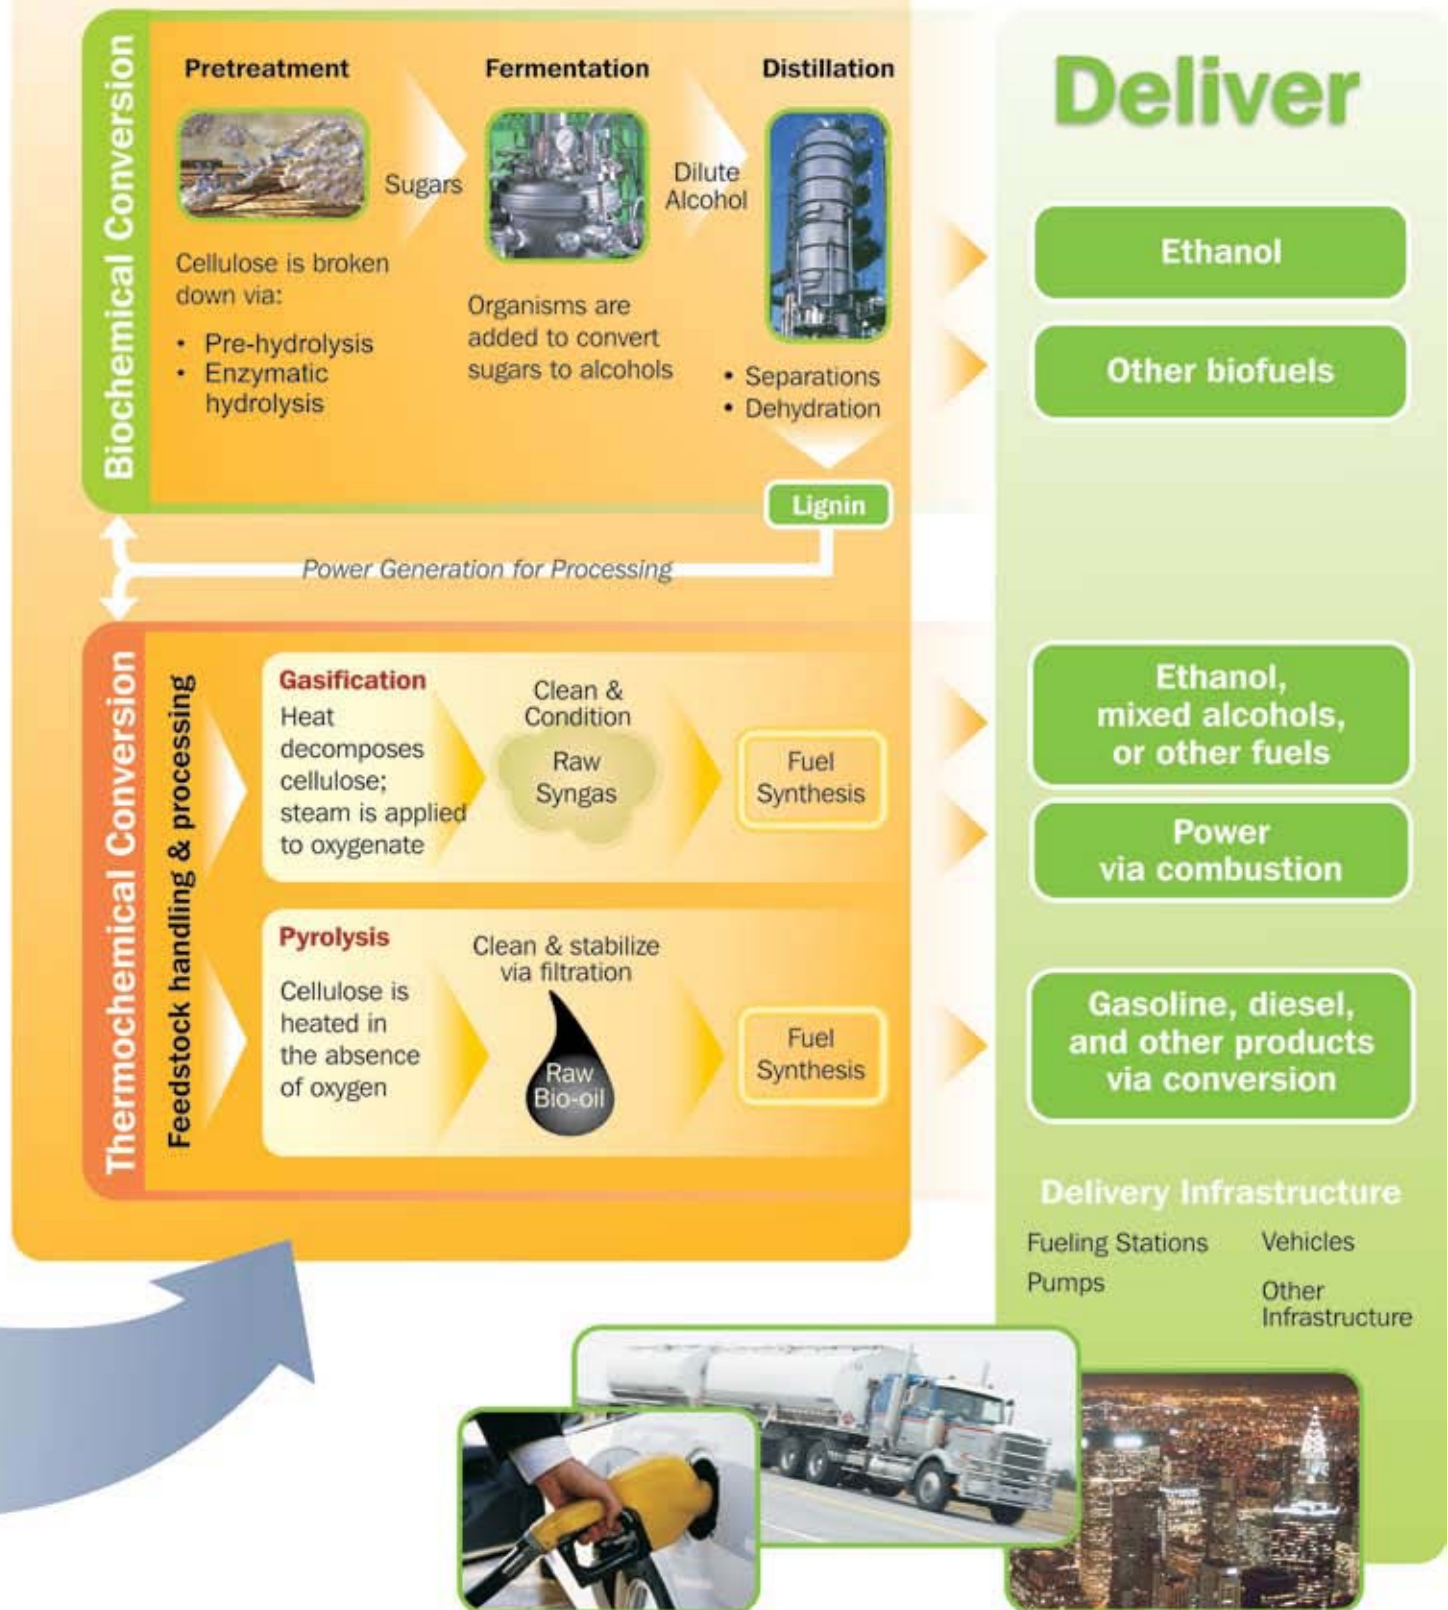 Biochemical Conversion
Pretreatment
Cellulose is broken
down via:
• Pre-hydrolysis
• Enzymatic
hydrolysis
Sugars
Fermentation
Organisms are
added to convert
sugars to alcohols
Dilute
Alcohol
Distillation
• Separations
• Dehydration
Lignin
Power Generation for Processing
Thermochemical Conversion
Feedstock handling & processing
Gasification
Heat
decomposes
cellulose;
steam is applied
to oxygenate
Clean &
Condition
Raw
Syngas
Fuel
Synthesis
Pyrolysis
Cellulose is
heated in
the absence
of oxygen
Clean & stabilize
via filtration
Raw
Bio-oil
Fuel
Synthesis
Deliver
Ethanol
Other biofuels
Ethanol,
mixed alcohols,
or other fuels
Power
via combustion
Gasoline, diesel,
and other products
via conversion
Delivery Infrastructure
Fueling Stations
Pumps
Vehicles
Other
Infrastructure